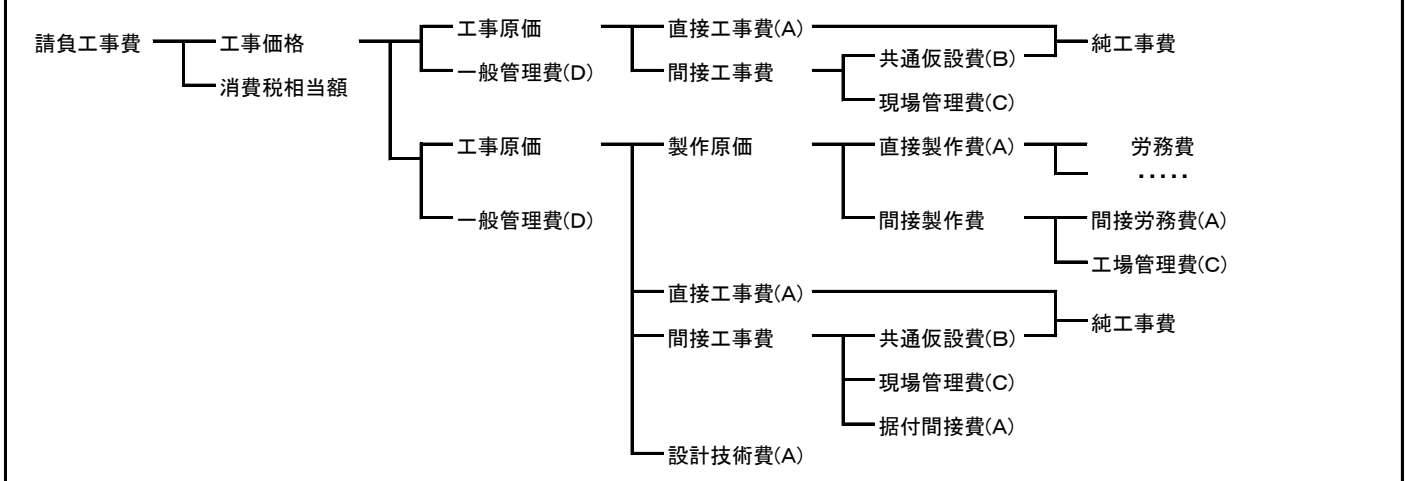 工事原価 直接工事費(A)
請負工事費 工事価格 純工事費
一般管理費(D) 間接工事費 共通仮設費(B)
消費税相当額
現場管理費(C)
工事原価 製作原価 直接製作費(A) 労務費
・・・・・
一般管理費(D) 間接製作費 間接労務費(A)
工場管理費(C)
直接工事費(A)
純工事費
間接工事費 共通仮設費(B)
現場管理費(C)
据付間接費(A)
設計技術費(A)